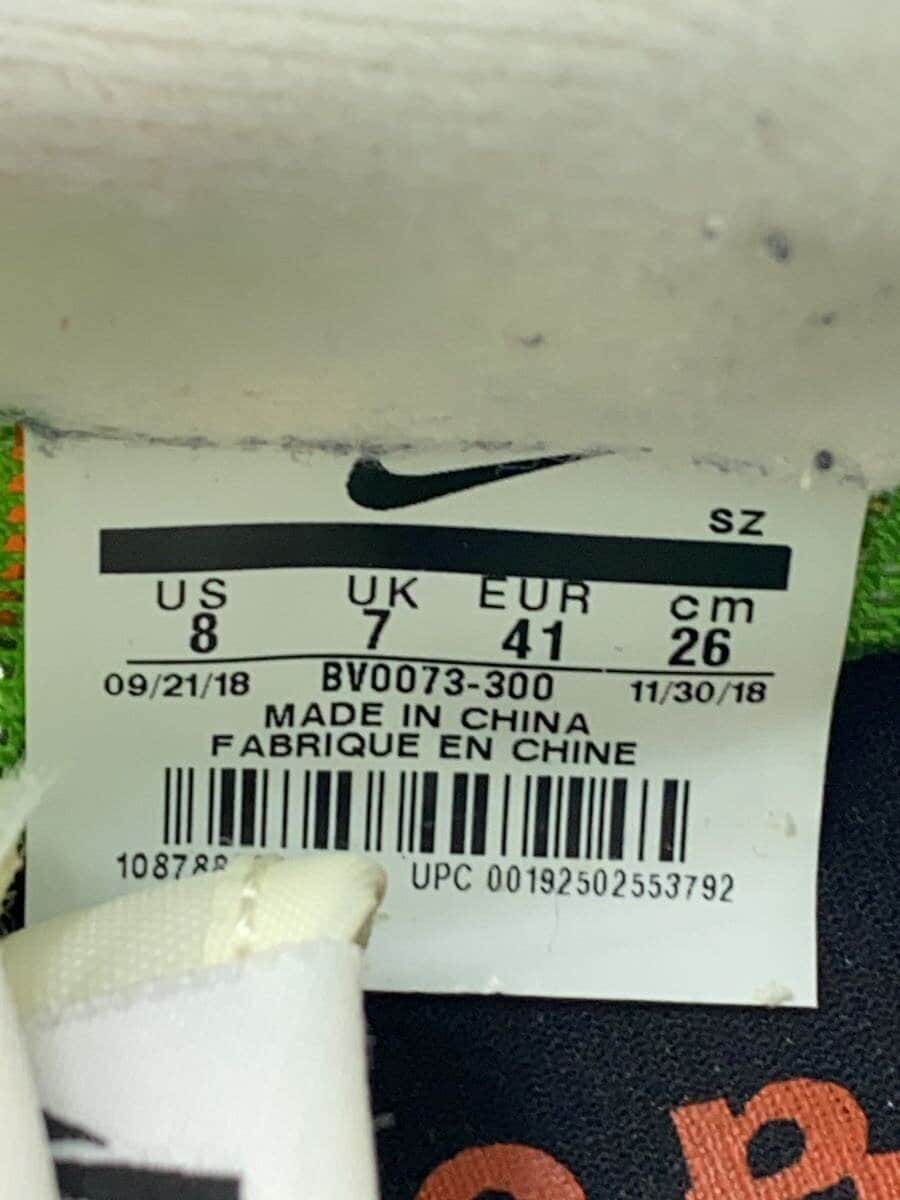 SZ
US UK EUR cm
8 7 41 26
09/21/18 BV0073-300 11/30/18
MADE IN CHINA
FABRIQUE EN CHINE
UPC 00192502553792